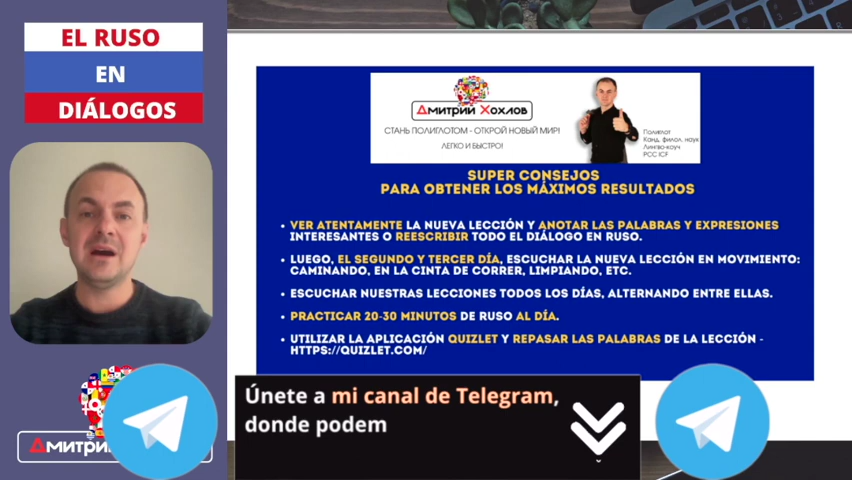 EL RUSO
EN
DIÁLOGOS
Дмитрий Хохлов
СТАНЬ ПОЛИГЛОТОМ - ОТКРОЙ НОВЫЙ МИР!
ЛЕГКО И БЫСТРО!
Полиглот
Канд. филол. наук
Лингво-коуч
PCC ICF
SUPER CONSEJOS
PARA OBTENER LOS MÁXIMOS RESULTADOS
• VER ATENTAMENTE LA NUEVA LECCIÓN Y ANOTAR LAS PALABRAS Y EXPRESIONES
INTERESANTES O REESCRIBIR TODO EL DIÁLOGO EN RUSO.
• LUEGO, EL SEGUNDO Y TERCER DÍA, ESCUCHAR LA NUEVA LECCIÓN EN MOVIMIENTO:
CAMINANDO, EN LA CINTA DE CORRER, LIMPIANDO, ETC.
• ESCUCHAR NUESTRAS LECCIONES TODOS LOS DÍAS, ALTERNANDO ENTRE ELLAS.
• PRACTICAR 20-30 MINUTOS DE RUSO AL DÍA.
• UTILIZAR LA APLICACIÓN QUIZLET Y REPASAR LAS PALABRAS DE LA LECCIÓN -
HTTPS://QUIZLET.COM/
Únete a mi canal de Telegram,
donde podem